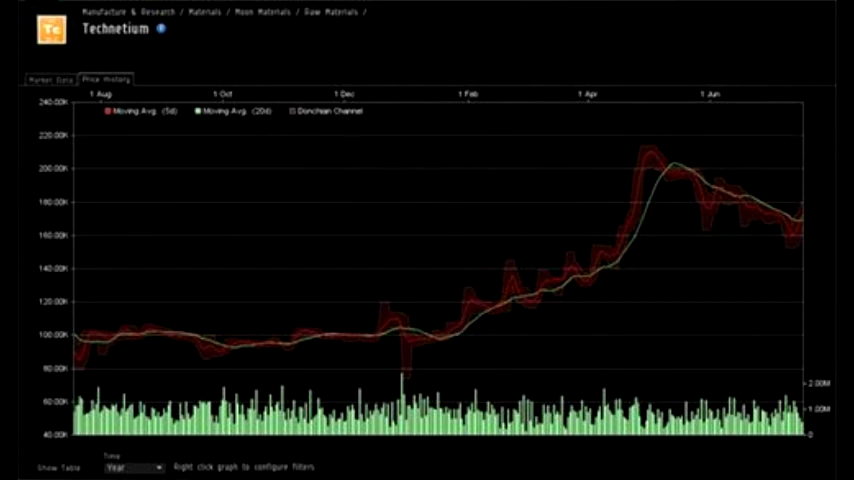 Manufacture & Research / Materials / Moon Materials / Raw Materials /
Tc
Technetium
Market Data Price History
1 Aug 1 Oct 1 Dec 1 Feb 1 Apr 1 Jun
Moving Avg. (5d) Moving Avg. (20d) Donchian Channel
240.00K
220.00K
200.00K
180.00K
160.00K
140.00K
120.00K
100.00K
80.00K
2.00M
60.00K
1.00M
40.00K
0
Time
Show Table Year Right click graph to configure filters